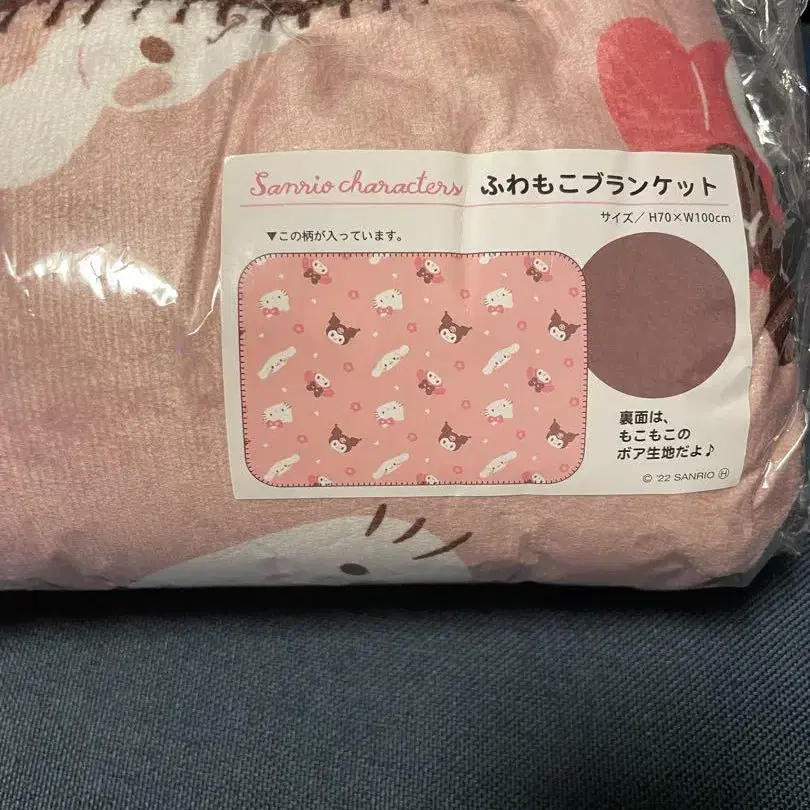 Sanrio characters ふわもこブランケット
サイズ／H70×W100cm
▼この柄が入っています。
裏面は、
もこもこの
ボア生地だよ♪
© '22 SANRIO Ⓗ